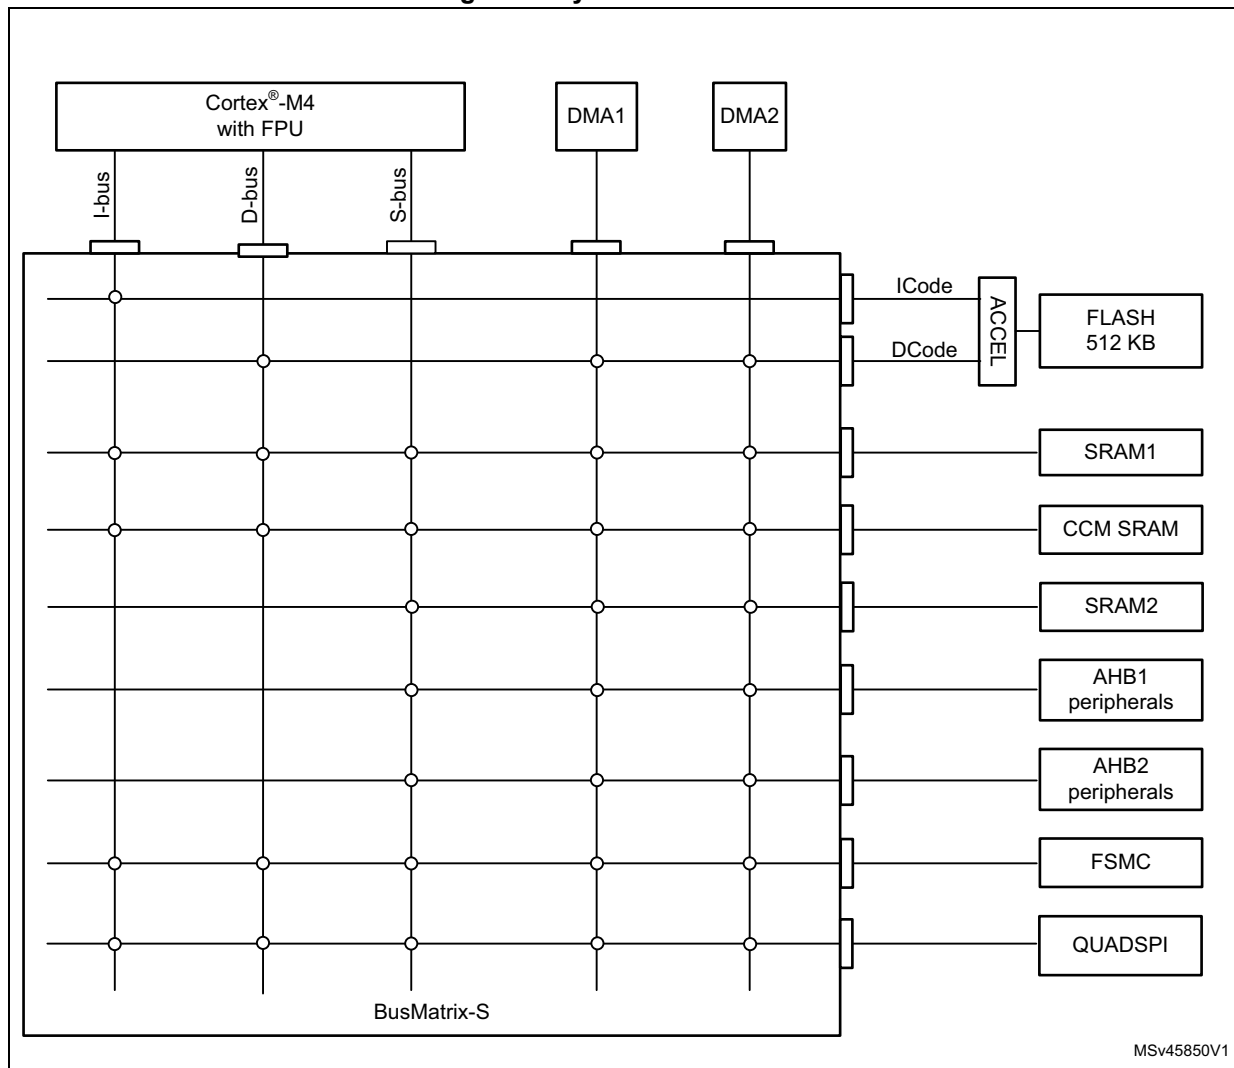 Cortex®-M4
with FPU
DMA1
DMA2
I-bus
D-bus
S-bus
ICode
DCode
ACCEL
FLASH
512 KB
SRAM1
CCM SRAM
SRAM2
AHB1
peripherals
AHB2
peripherals
FSMC
QUADSPI
BusMatrix-S
MSv45850V1